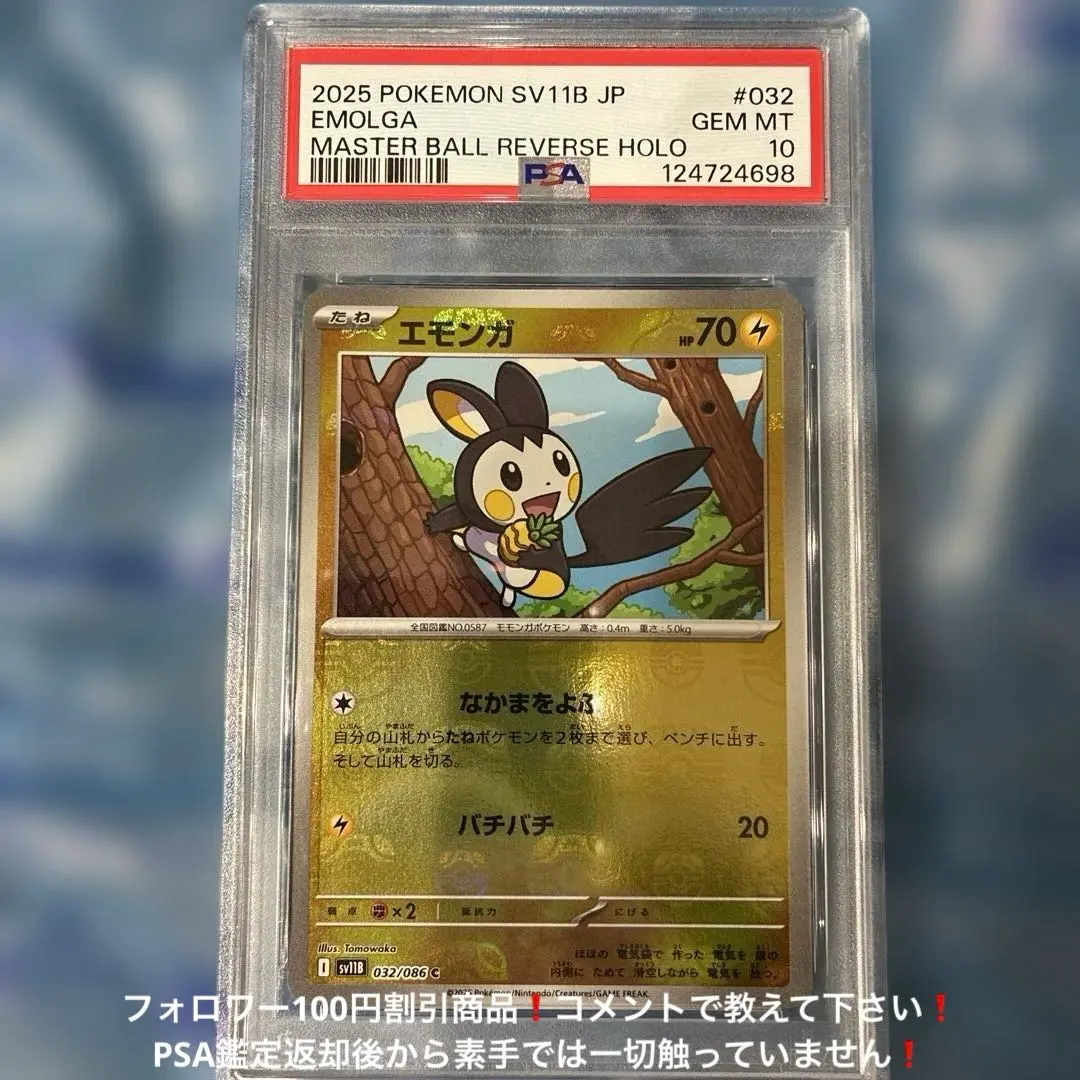 2025 POKEMON SV11B JP #032
EMOLGA GEM MT
MASTER BALL REVERSE HOLO 10
PSA 124724698
たね エモンガ HP70
全国図鑑NO.0587 モモンガポケモン 高さ：0.4m 重さ：5.0kg
なかまをよぶ
自分の山札からたねポケモンを2枚まで選び、ベンチに出す。
そして山札を切る。
バチバチ 20
弱点 ×2 抵抗力 にげる
Illus. Tomowaka
ほほの 電気袋で 作った 電気を 膜の
内側に ためて 滑空しながら 電気を 放つ。
I sv11B 032/086 C
©2025 Pokémon/Nintendo/Creatures/GAME FREAK.
フォロワー100円割引商品❗コメントで教えて下さい❗
PSA鑑定返却後から素手では一切触っていません❗